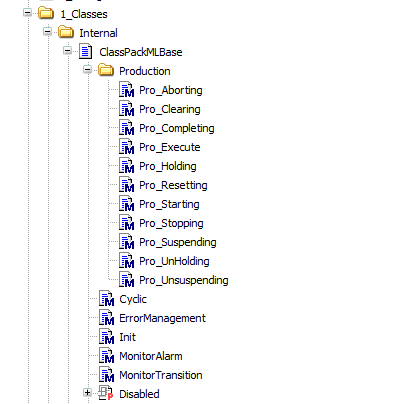 1_Classes
Internal
ClassPackMLBase
Production
Pro_Aborting
Pro_Clearing
Pro_Completing
Pro_Execute
Pro_Holding
Pro_Resetting
Pro_Starting
Pro_Stopping
Pro_Suspending
Pro_UnHolding
Pro_Unsuspending
Cyclic
ErrorManagement
Init
MonitorAlarm
MonitorTransition
Disabled